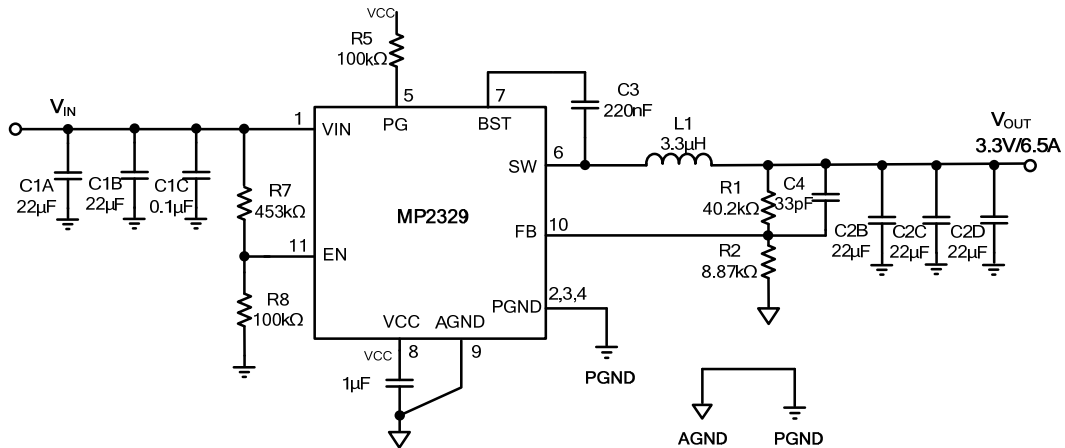 VCC
R5
100kΩ
5
7
C3
220nF
VIN
1
VIN
PG
BST
L1
3.3µH
VOUT
3.3V/6.5A
6
SW
C1A
22µF
C1B
22µF
C1C
0.1µF
R7
453kΩ
MP2329
R1
40.2kΩ
C4
33pF
FB
10
C2B
22µF
C2C
22µF
C2D
22µF
11
EN
R2
8.87kΩ
R8
100kΩ
PGND
2,3,4
VCC
AGND
VCC
8
9
1µF
PGND
AGND
PGND